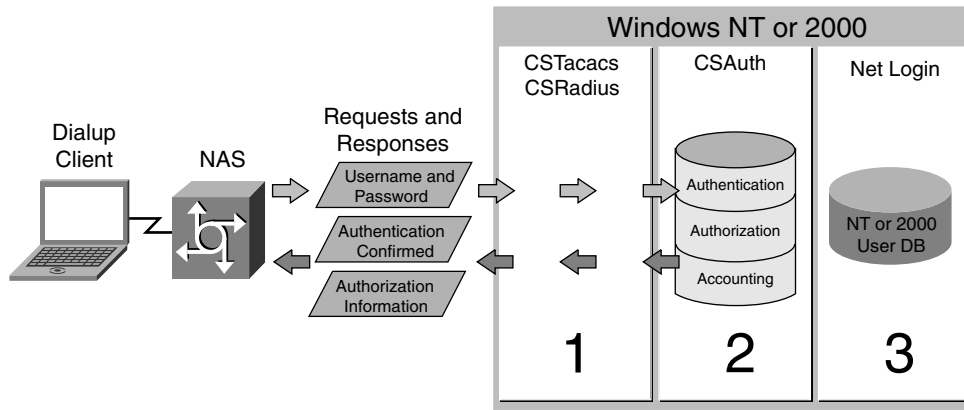 Windows NT or 2000
CSTacacs
CSRadius
CSAuth
Net Login
Dialup
Client
NAS
Requests and
Responses
Username and
Password
Authentication
Confirmed
Authorization
Information
Authentication
Authorization
Accounting
NT or 2000
User DB
1
2
3